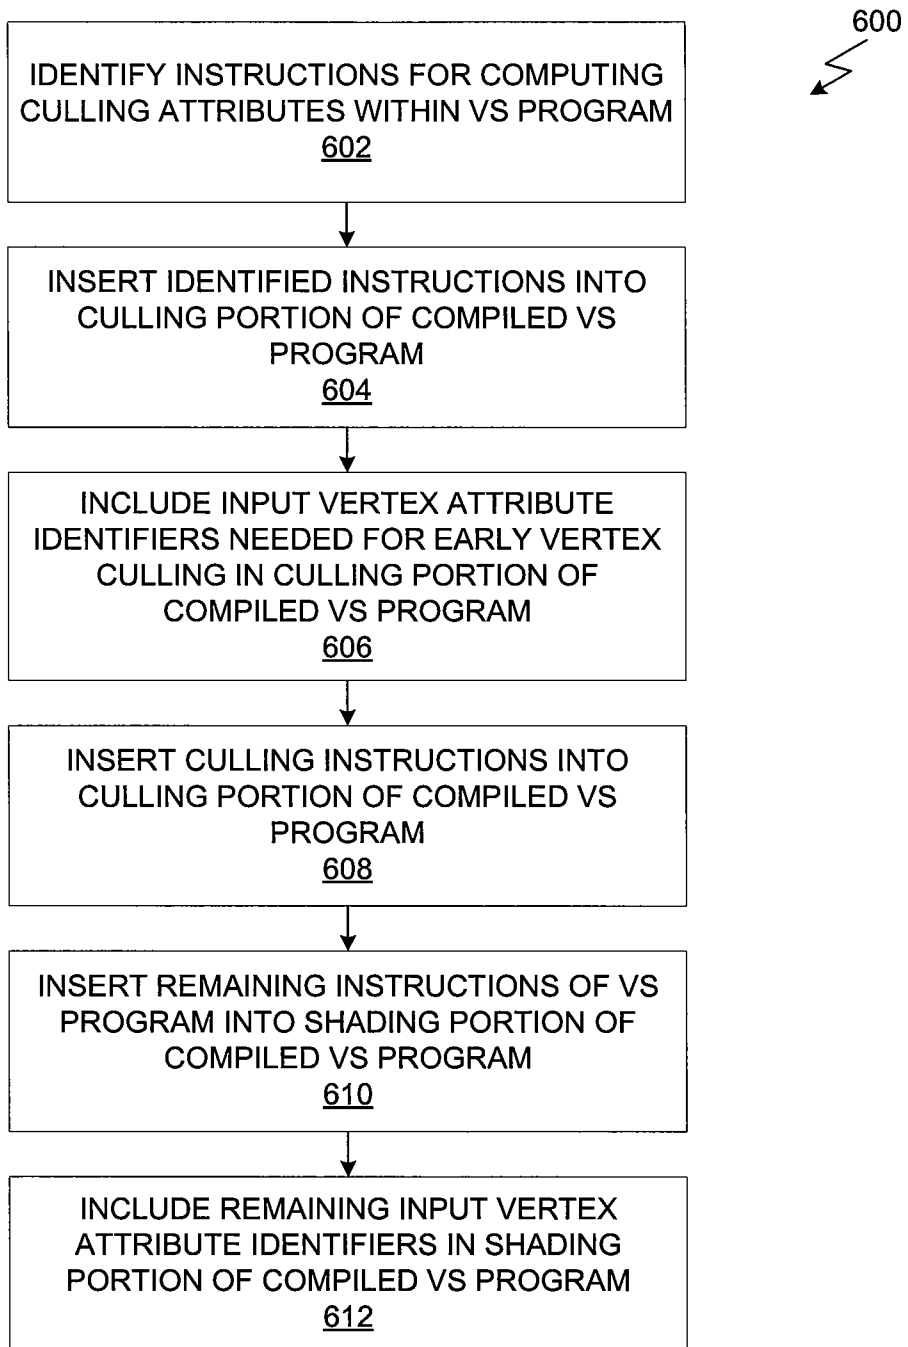 600
IDENTIFY INSTRUCTIONS FOR COMPUTING
CULLING ATTRIBUTES WITHIN VS PROGRAM
602
INSERT IDENTIFIED INSTRUCTIONS INTO
CULLING PORTION OF COMPILED VS
PROGRAM
604
INCLUDE INPUT VERTEX ATTRIBUTE
IDENTIFIERS NEEDED FOR EARLY VERTEX
CULLING IN CULLING PORTION OF
COMPILED VS PROGRAM
606
INSERT CULLING INSTRUCTIONS INTO
CULLING PORTION OF COMPILED VS
PROGRAM
608
INSERT REMAINING INSTRUCTIONS OF VS
PROGRAM INTO SHADING PORTION OF
COMPILED VS PROGRAM
610
INCLUDE REMAINING INPUT VERTEX
ATTRIBUTE IDENTIFIERS IN SHADING
PORTION OF COMPILED VS PROGRAM
612